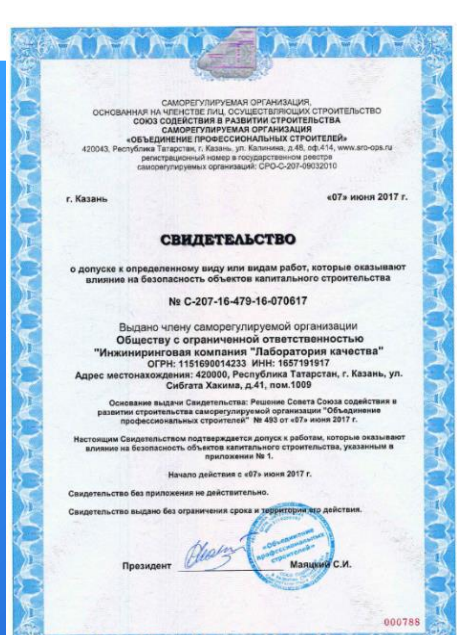 САМОРЕГУЛИРУЕМАЯ ОРГАНИЗАЦИЯ,
ОСНОВАННАЯ НА ЧЛЕНСТВЕ ЛИЦ, ОСУЩЕСТВЛЯЮЩИХ СТРОИТЕЛЬСТВО
СОЮЗ СОДЕЙСТВИЯ В РАЗВИТИИ СТРОИТЕЛЬСТВА
САМОРЕГУЛИРУЕМАЯ ОРГАНИЗАЦИЯ
«ОБЪЕДИНЕНИЕ ПРОФЕССИОНАЛЬНЫХ СТРОИТЕЛЕЙ»
420043, Республика Татарстан, г. Казань, ул. Калинина, д.48, оф.414, www.sro-ops.ru
регистрационный номер в государственном реестре
саморегулируемых организаций: СРО-С-207-09032010
г. Казань «07» июня 2017 г.
СВИДЕТЕЛЬСТВО
о допуске к определенному виду или видам работ, которые оказывают
влияние на безопасность объектов капитального строительства
№ С-207-16-479-16-070617
Выдано члену саморегулируемой организации
Обществу с ограниченной ответственностью
"Инжиниринговая компания "Лаборатория качества"
ОГРН: 1151690014233 ИНН: 1657191917
Адрес местонахождения: 420000, Республика Татарстан, г. Казань, ул.
Сибгата Хакима, д.41, пом.1009
Основание выдачи Свидетельства: Решение Совета Союза содействия в
развитии строительства саморегулируемой организации "Объединение
профессиональных строителей" № 493 от «07» июня 2017 г.
Настоящим Свидетельством подтверждается допуск к работам, которые оказывают
влияние на безопасность объектов капитального строительства, указанным в
приложении № 1.
Начало действия с «07» июня 2017 г.
Свидетельство без приложения не действительно.
Свидетельство выдано без ограничения срока и территории его действия.
«Объединение
профессиональных
строителей»
Президент Маяцкий С.И.
000788